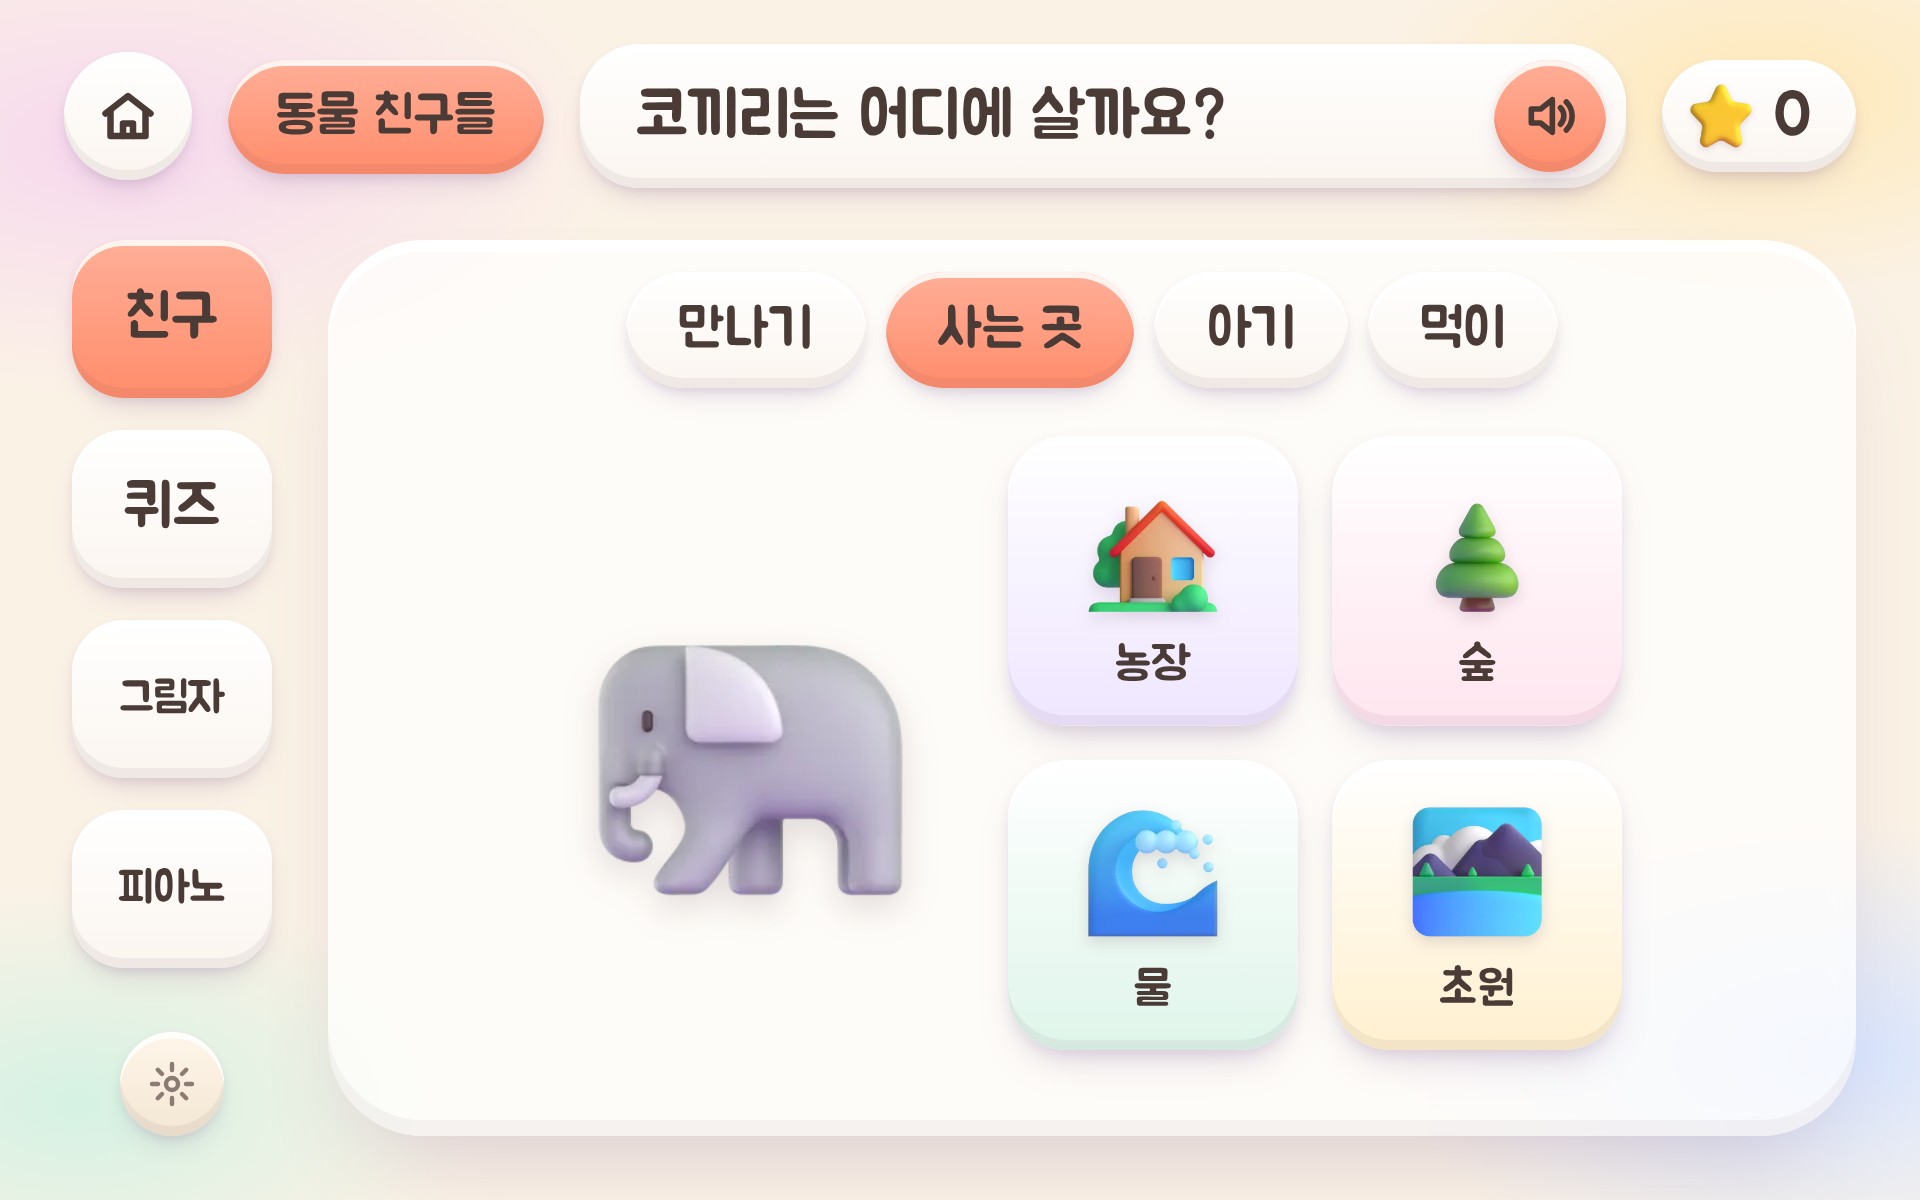 동물 친구들
코끼리는 어디에 살까요?
0
친구
퀴즈
그림자
피아노
만나기
사는 곳
아기
먹이
농장
숲
물
초원